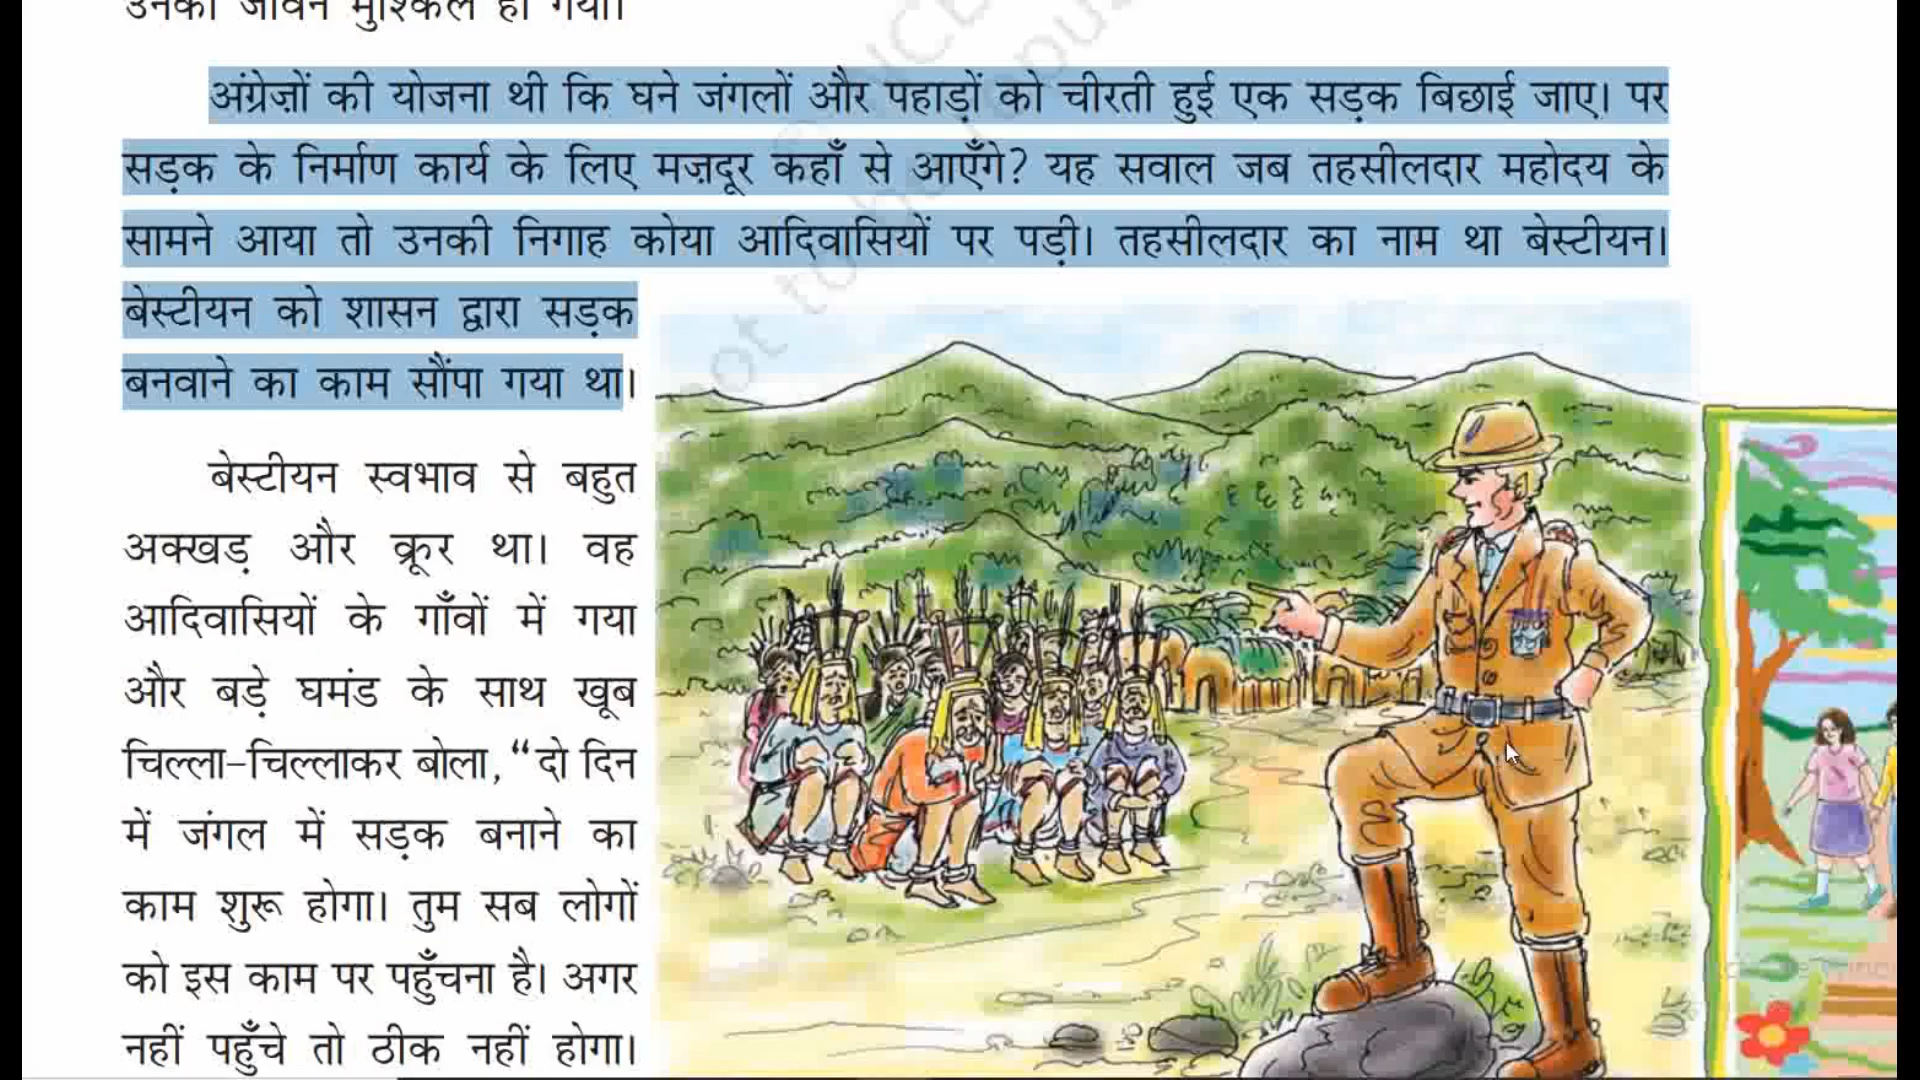 उनका जीवन मुश्किल हो गया।
अंग्रेज़ों की योजना थी कि घने जंगलों और पहाड़ों को चीरती हुई एक सड़क बिछाई जाए। पर
सड़क के निर्माण कार्य के लिए मज़दूर कहाँ से आएँगे? यह सवाल जब तहसीलदार महोदय के
सामने आया तो उनकी निगाह कोया आदिवासियों पर पड़ी। तहसीलदार का नाम था बेस्टीयन।
बेस्टीयन को शासन द्वारा सड़क
बनवाने का काम सौंपा गया था।
बेस्टीयन स्वभाव से बहुत
अक्खड़ और क्रूर था। वह
आदिवासियों के गाँवों में गया
और बड़े घमंड के साथ खूब
चिल्ला-चिल्लाकर बोला, “दो दिन
में जंगल में सड़क बनाने का
काम शुरू होगा। तुम सब लोगों
को इस काम पर पहुँचना है। अगर
नहीं पहुँचे तो ठीक नहीं होगा।